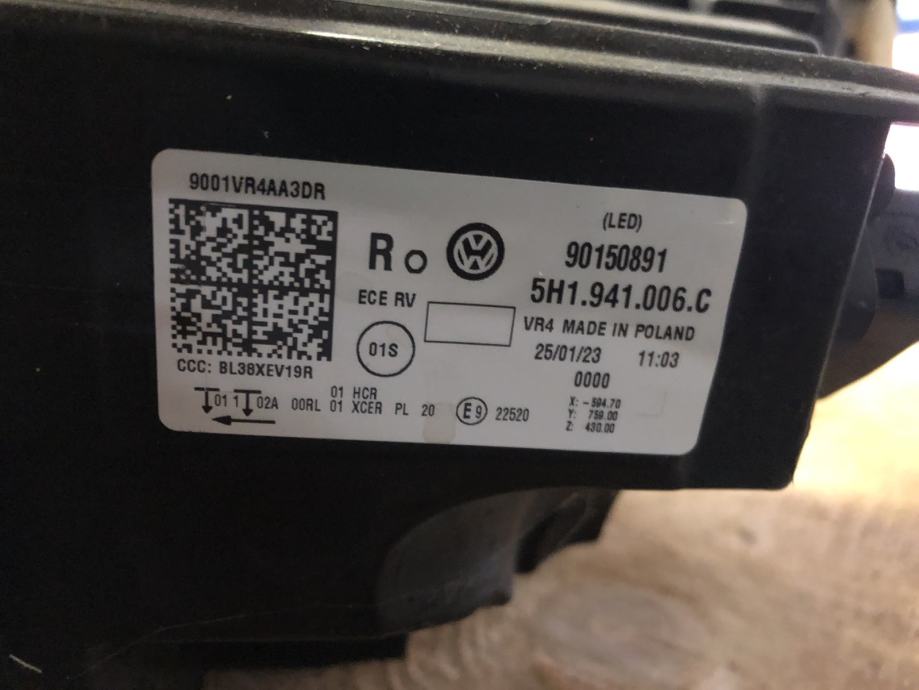 9001VR4AA3DR
R
ECE RV
01S
CCC: BL38XEV19R
(LED)
90150891
5H1.941.006.C
VR4 MADE IN POLAND
25/01/23 11:03
0000
X: -594.70
Y: 759.00
Z: 430.00
01 HCR
01 1 02A 00RL 01 XCER PL 20 E9 22520